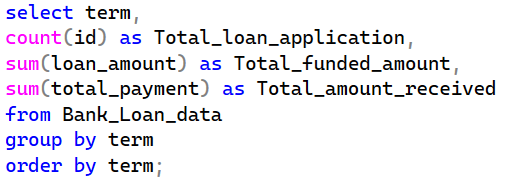 select term,
count(id) as Total_loan_application,
sum(loan_amount) as Total_funded_amount,
sum(total_payment) as Total_amount_received
from Bank_Loan_data
group by term
order by term;